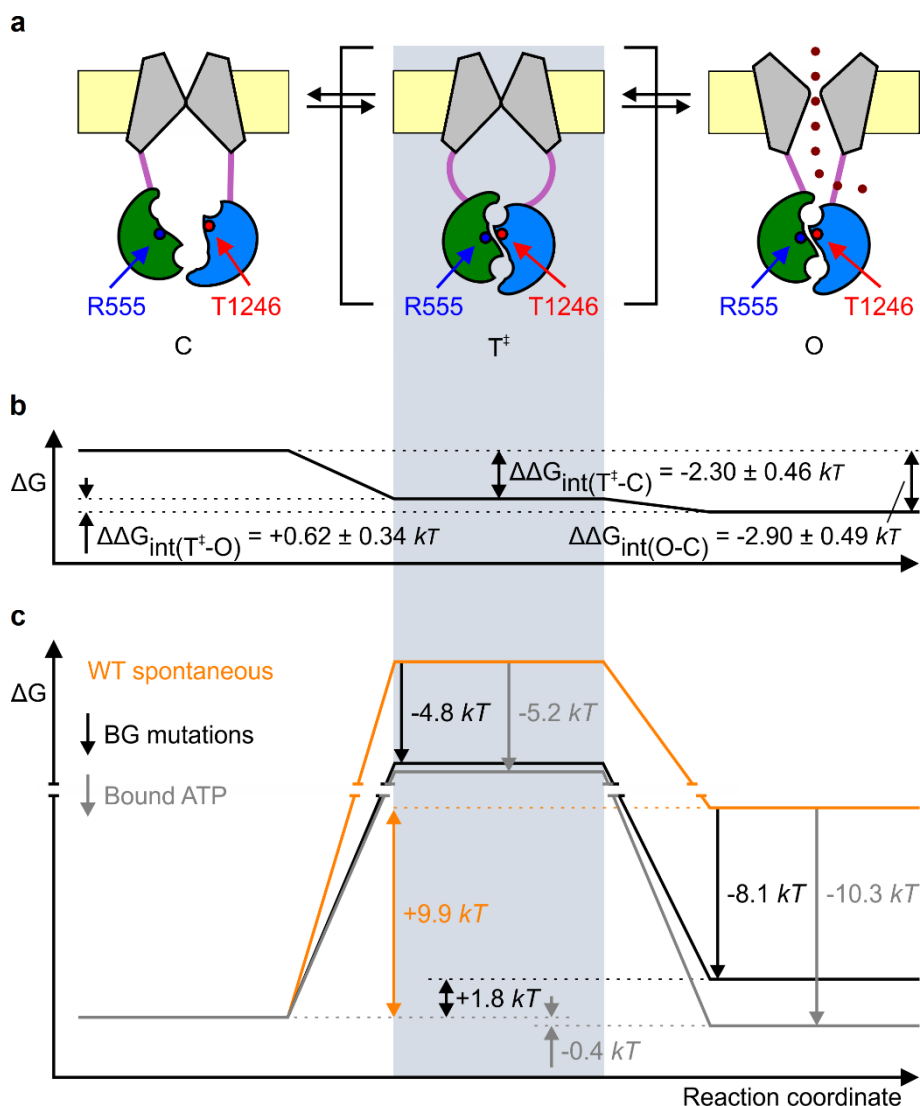 a
R555
T1246
R555
T1246
R555
T1246
C
T‡
O
b
ΔG
ΔΔGint(T‡-C) = -2.30 ± 0.46 kT
ΔΔGint(T‡-O) = +0.62 ± 0.34 kT
ΔΔGint(O-C) = -2.90 ± 0.49 kT
c
ΔG
WT spontaneous
BG mutations
Bound ATP
-4.8 kT
-5.2 kT
+9.9 kT
-8.1 kT
-10.3 kT
+1.8 kT
-0.4 kT
Reaction coordinate